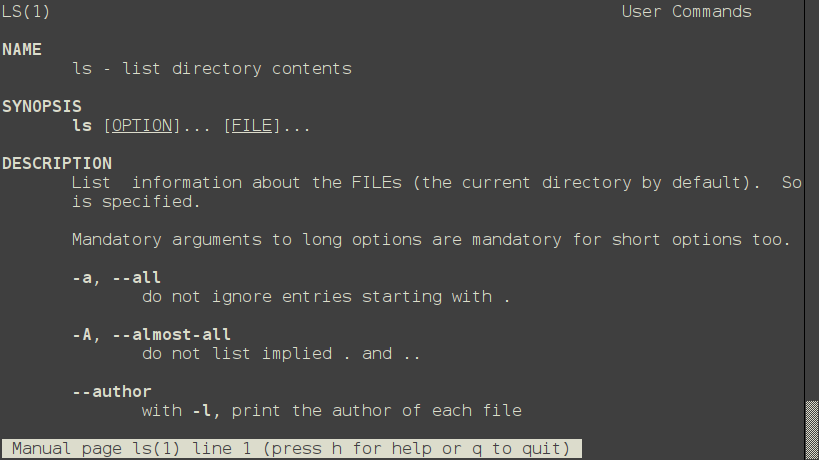 LS(1) User Commands
NAME
ls - list directory contents
SYNOPSIS
ls [OPTION]... [FILE]...
DESCRIPTION
List information about the FILEs (the current directory by default). So
is specified.
Mandatory arguments to long options are mandatory for short options too.
-a, --all
do not ignore entries starting with .
-A, --almost-all
do not list implied . and ..
--author
with -l, print the author of each file
Manual page ls(1) line 1 (press h for help or q to quit)